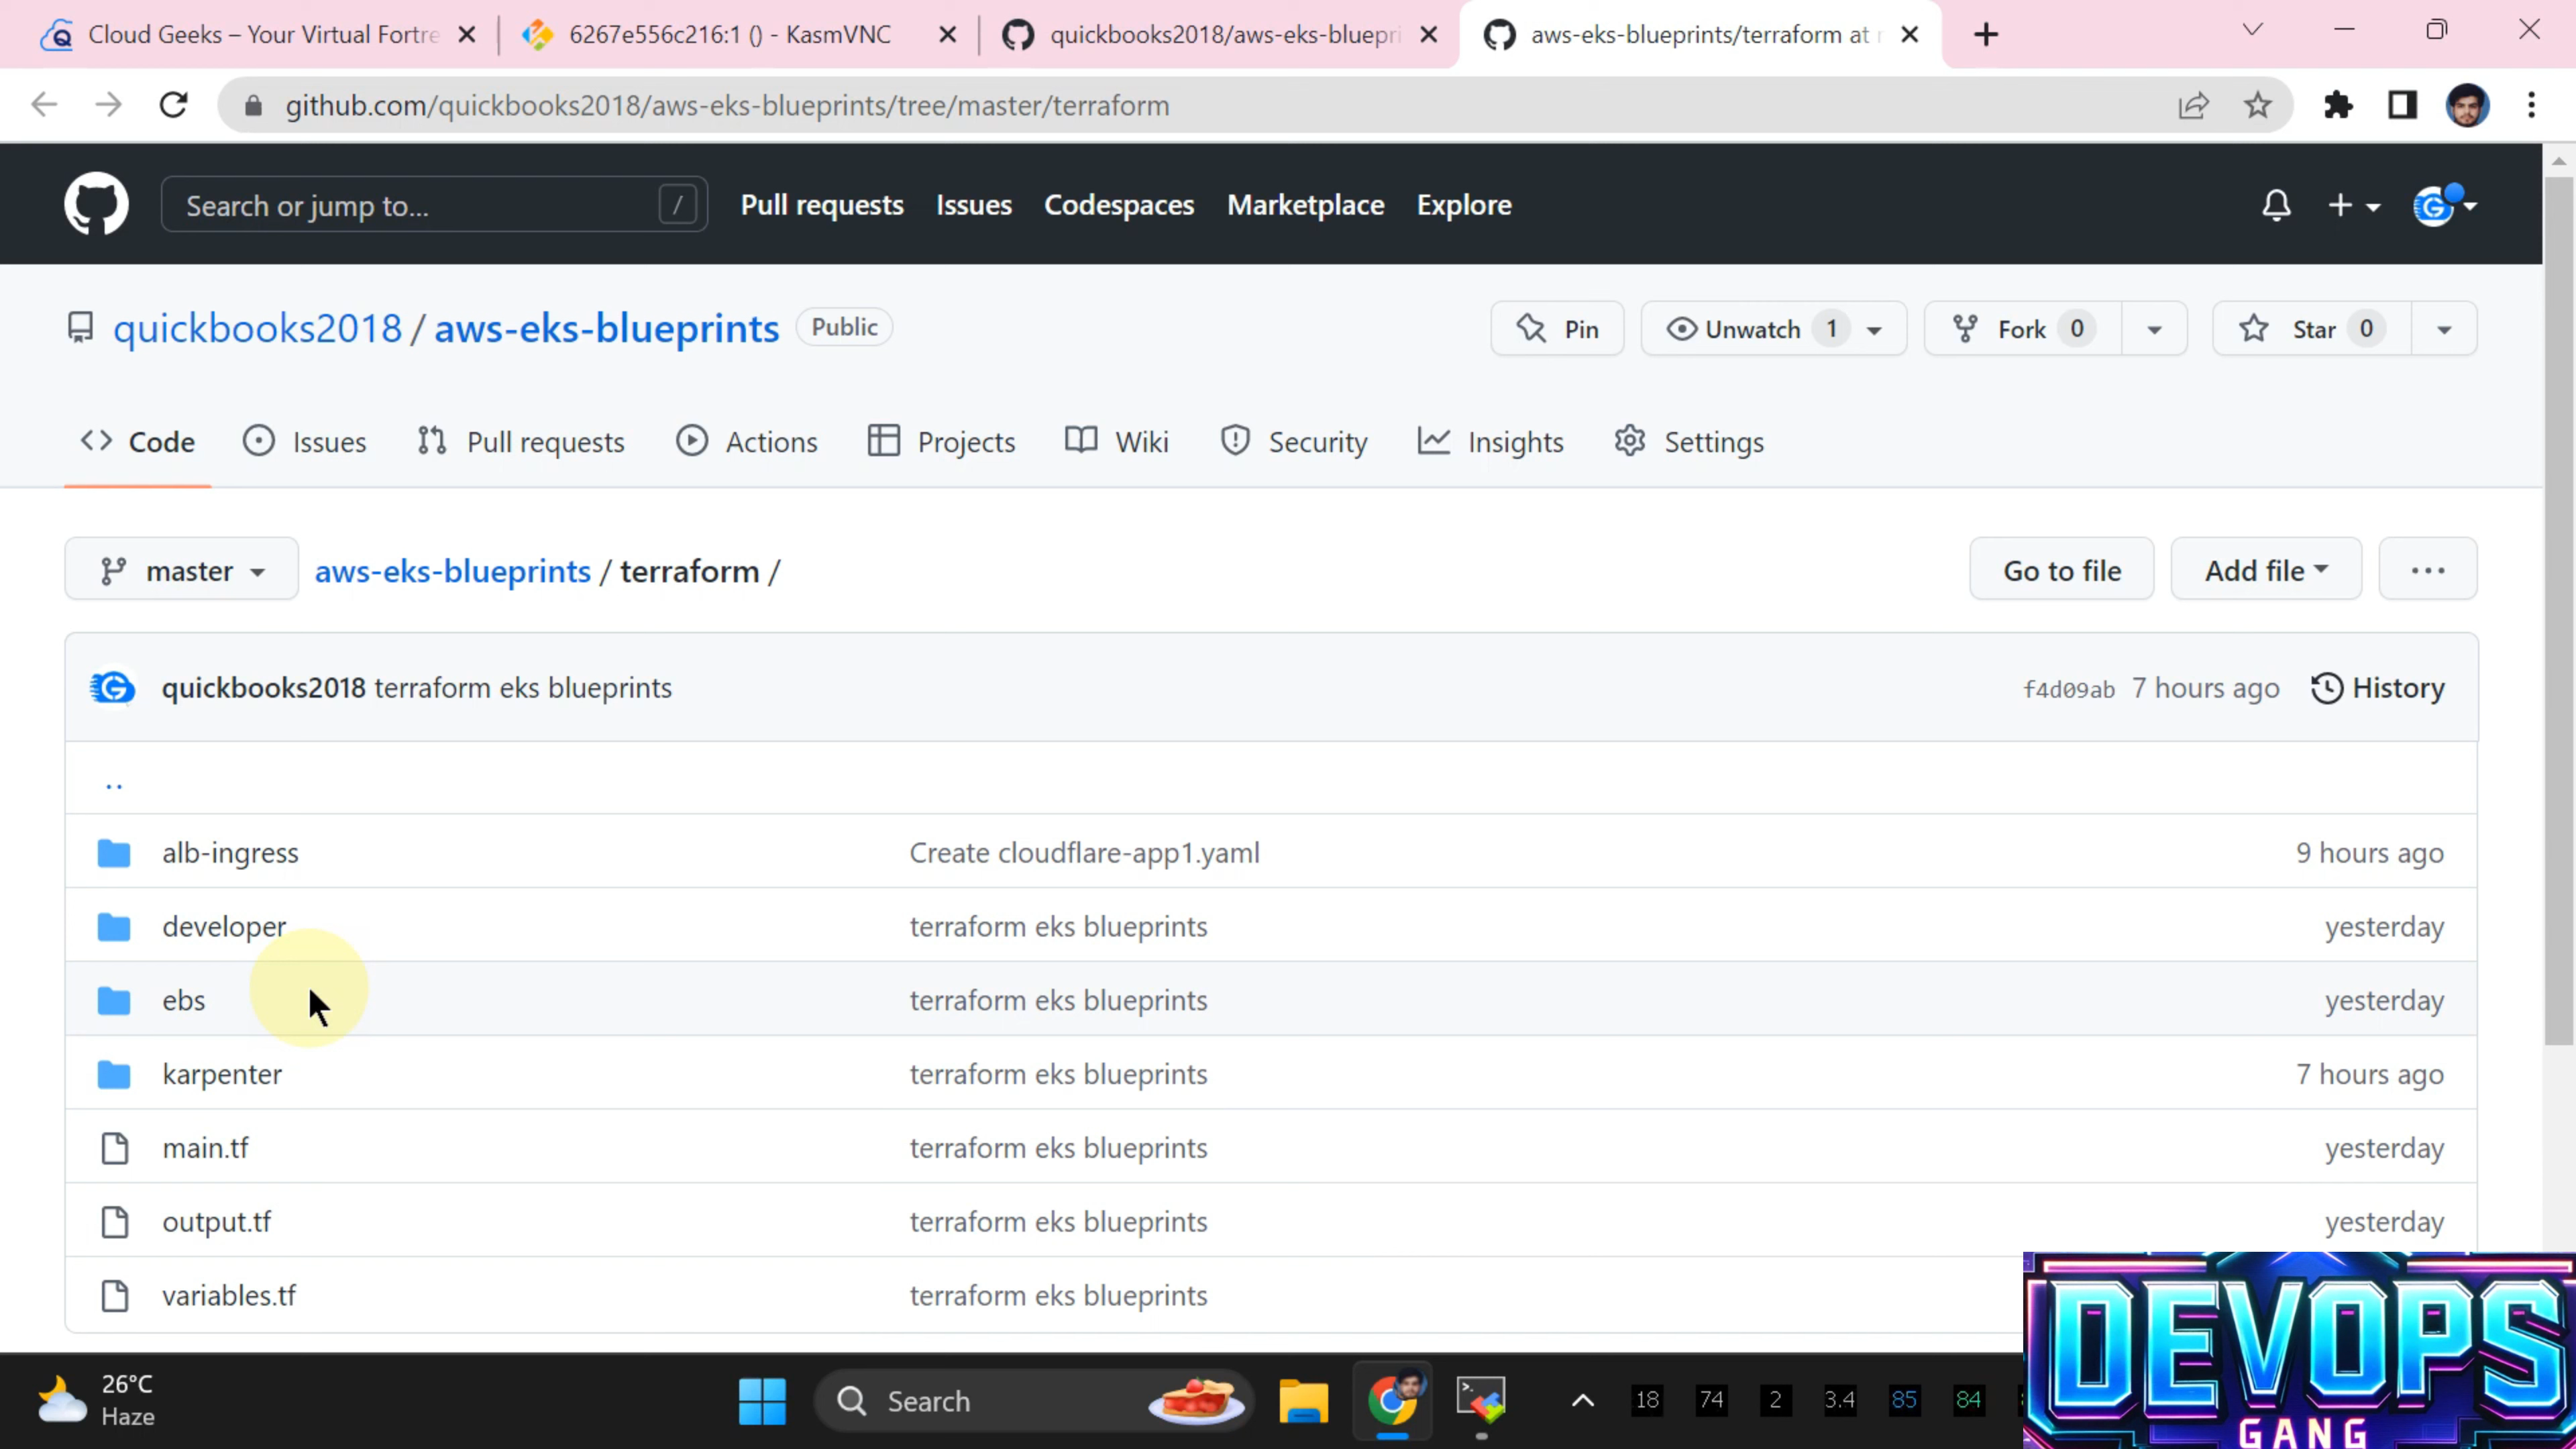 Cloud Geeks – Your Virtual Fortre
6267e556c216:1 () - KasmVNC
quickbooks2018/aws-eks-bluepri
aws-eks-blueprints/terraform at
github.com/quickbooks2018/aws-eks-blueprints/tree/master/terraform
Search or jump to... /
Pull requests Issues Codespaces Marketplace Explore
quickbooks2018 / aws-eks-blueprints Public
Pin Unwatch 1 Fork 0 Star 0
Code Issues Pull requests Actions Projects Wiki Security Insights Settings
master aws-eks-blueprints / terraform / Go to file Add file ...
quickbooks2018 terraform eks blueprints f4d09ab 7 hours ago History
..
alb-ingress Create cloudflare-app1.yaml 9 hours ago
developer terraform eks blueprints yesterday
ebs terraform eks blueprints yesterday
karpenter terraform eks blueprints 7 hours ago
main.tf terraform eks blueprints yesterday
output.tf terraform eks blueprints yesterday
variables.tf terraform eks blueprints
DEVOPS
GANG
26°C
Haze
Search
18 74 2 3.4 85 84